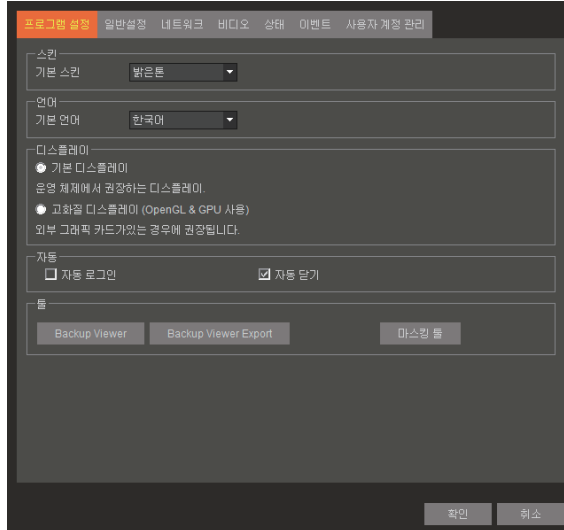 프로그램 설정 일반설정 네트워크 비디오 상태 이벤트 사용자 계정 관리
스킨
기본 스킨 밝은톤
언어
기본 언어 한국어
디스플레이
기본 디스플레이
운영 체제에서 권장하는 디스플레이.
고화질 디스플레이 (OpenGL & GPU 사용)
외부 그래픽 카드가있는 경우에 권장됩니다.
자동
자동 로그인 자동 닫기
툴
Backup Viewer Backup Viewer Export 마스킹 툴
확인 취소